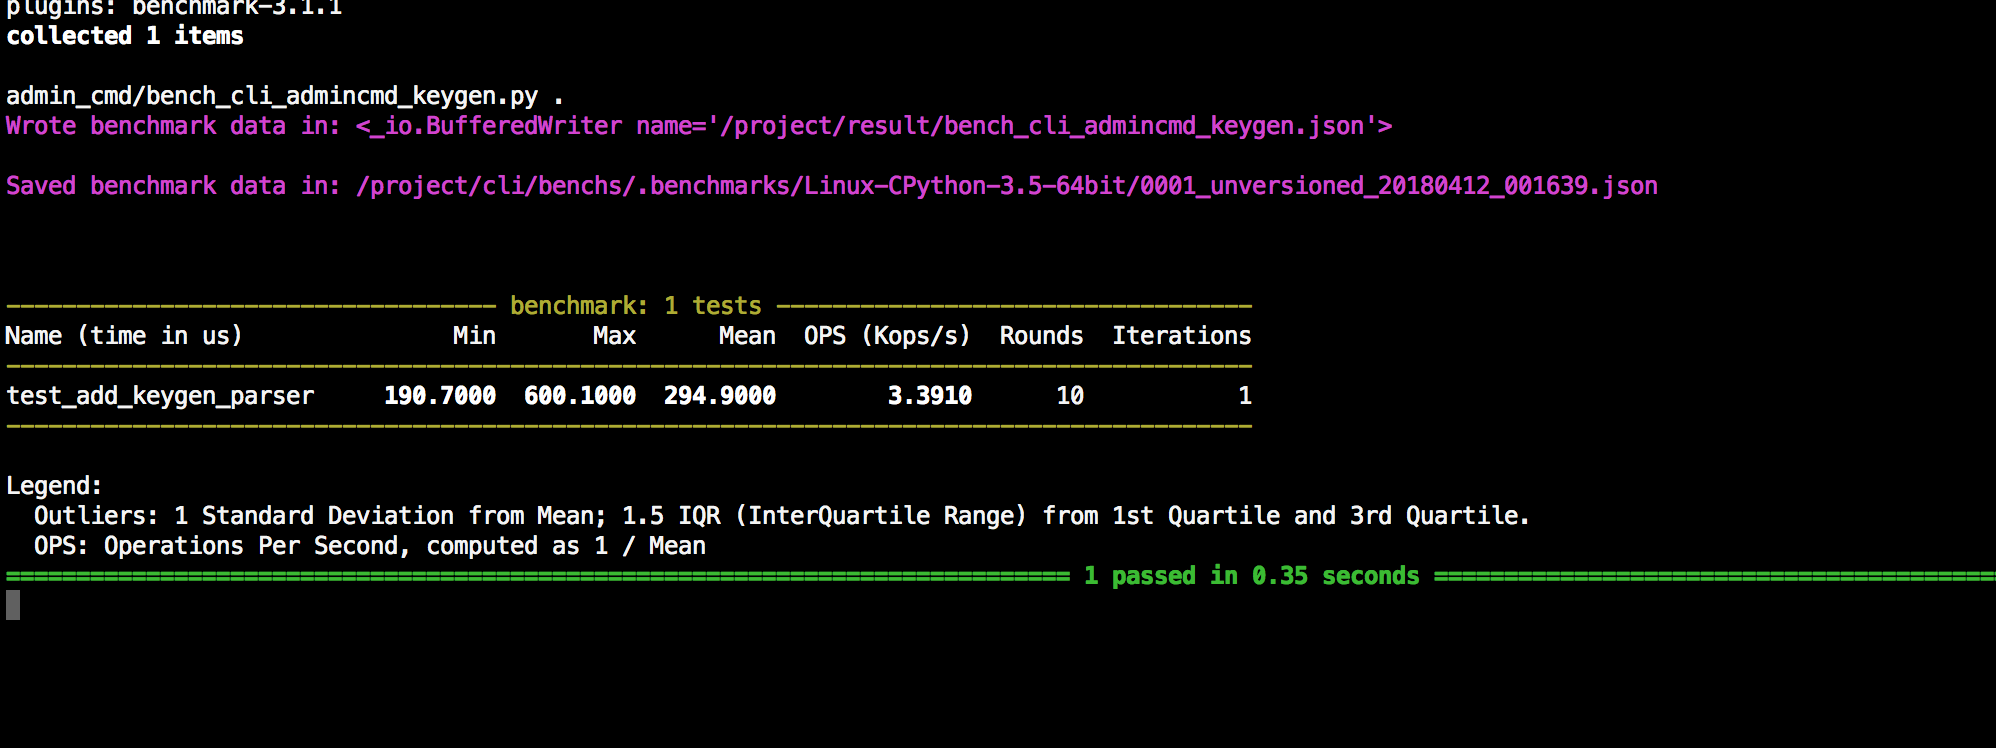 plugins: benchmark-3.1.1
collected 1 items
admin_cmd/bench_cli_admincmd_keygen.py .
Wrote benchmark data in: <_io.BufferedWriter name='/project/result/bench_cli_admincmd_keygen.json'>
Saved benchmark data in: /project/cli/benchs/.benchmarks/Linux-CPython-3.5-64bit/0001_unversioned_20180412_001639.json
----------------------------------- benchmark: 1 tests ----------------------------------
Name (time in us) Min Max Mean OPS (Kops/s) Rounds Iterations
-----------------------------------------------------------------------------------------
test_add_keygen_parser 190.7000 600.1000 294.9000 3.3910 10 1
-----------------------------------------------------------------------------------------
Legend:
Outliers: 1 Standard Deviation from Mean; 1.5 IQR (InterQuartile Range) from 1st Quartile and 3rd Quartile.
OPS: Operations Per Second, computed as 1 / Mean
============================================================================ 1 passed in 0.35 seconds ========================================